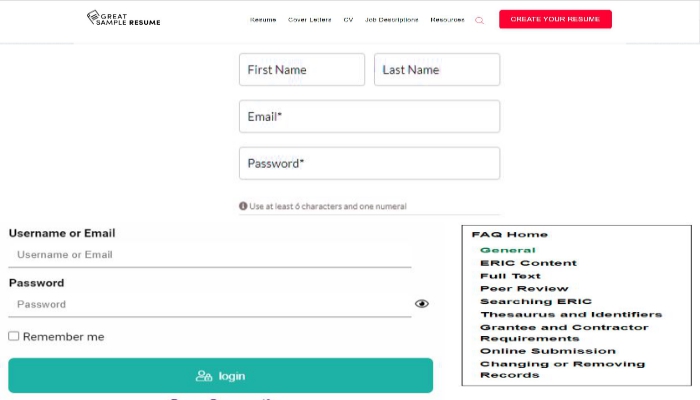 GREAT
SAMPLE RESUME
Resume Cover Letters CV Job Descriptions Resources CREATE YOUR RESUME
First Name Last Name
Email*
Password*
Use at least 6 characters and one numeral
Username or Email
Username or Email
Password
Password
Remember me
login
FAQ Home
General
ERIC Content
Full Text
Peer Review
Searching ERIC
Thesaurus and Identifiers
Grantee and Contractor
Requirements
Online Submission
Changing or Removing
Records